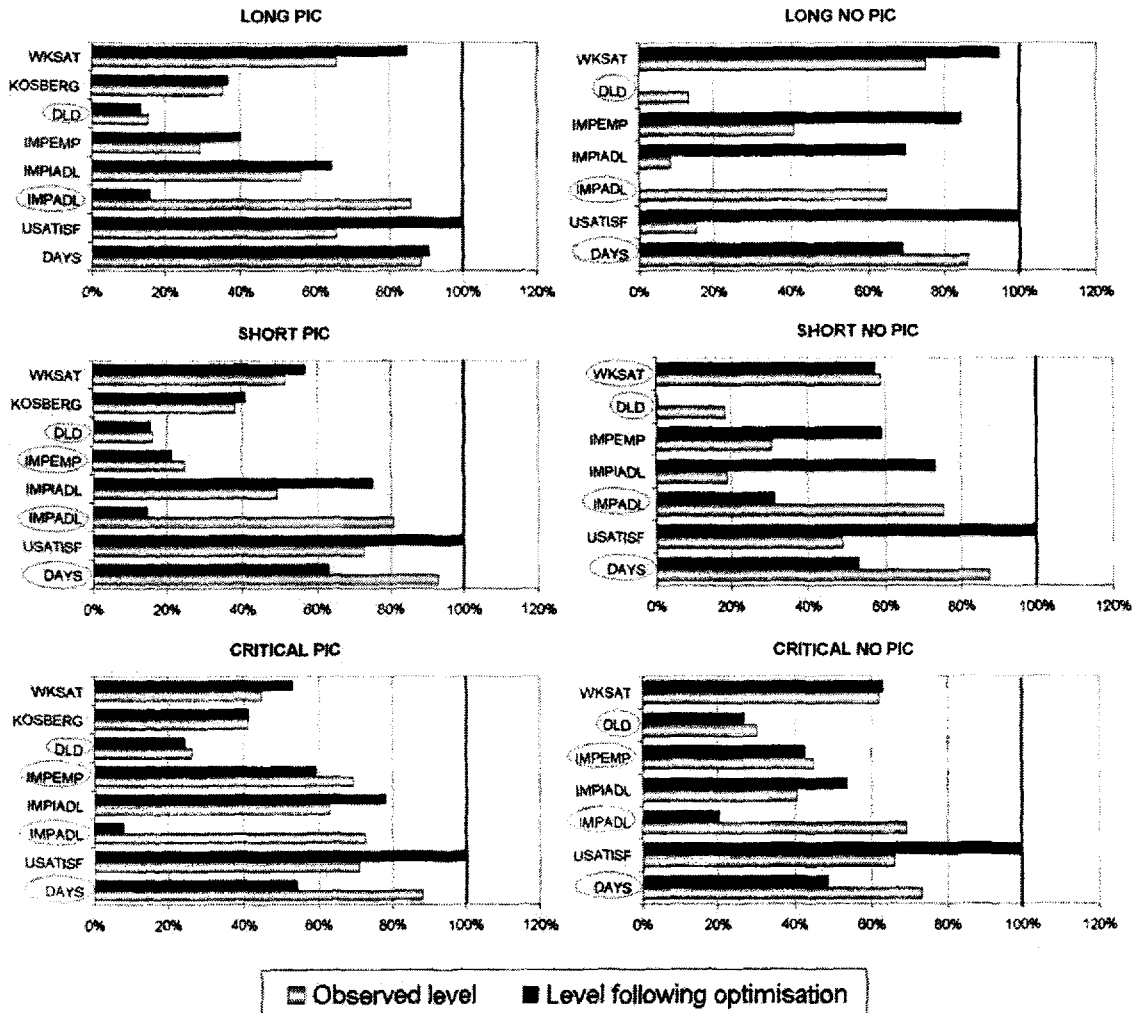 LONG PIC
WKSAT
KOSBERG
DLD
IMPEMP
IMPIADL
IMPADL
USATISF
DAYS
0% 20% 40% 60% 80% 100% 120%
LONG NO PIC
WKSAT
DLD
IMPEMP
IMPIADL
IMPADL
USATISF
DAYS
0% 20% 40% 60% 80% 100% 120%
SHORT PIC
WKSAT
KOSBERG
DLD
IMPEMP
IMPIADL
IMPADL
USATISF
DAYS
0% 20% 40% 60% 80% 100% 120%
SHORT NO PIC
WKSAT
DLD
IMPEMP
IMPIADL
IMPADL
USATISF
DAYS
0% 20% 40% 60% 80% 100% 120%
CRITICAL PIC
WKSAT
KOSBERG
DLD
IMPEMP
IMPIADL
IMPADL
USATISF
DAYS
0% 20% 40% 60% 80% 100% 120%
CRITICAL NO PIC
WKSAT
DLD
IMPEMP
IMPIADL
IMPADL
USATISF
DAYS
0% 20% 40% 60% 80% 100% 120%
Observed level Level following optimisation